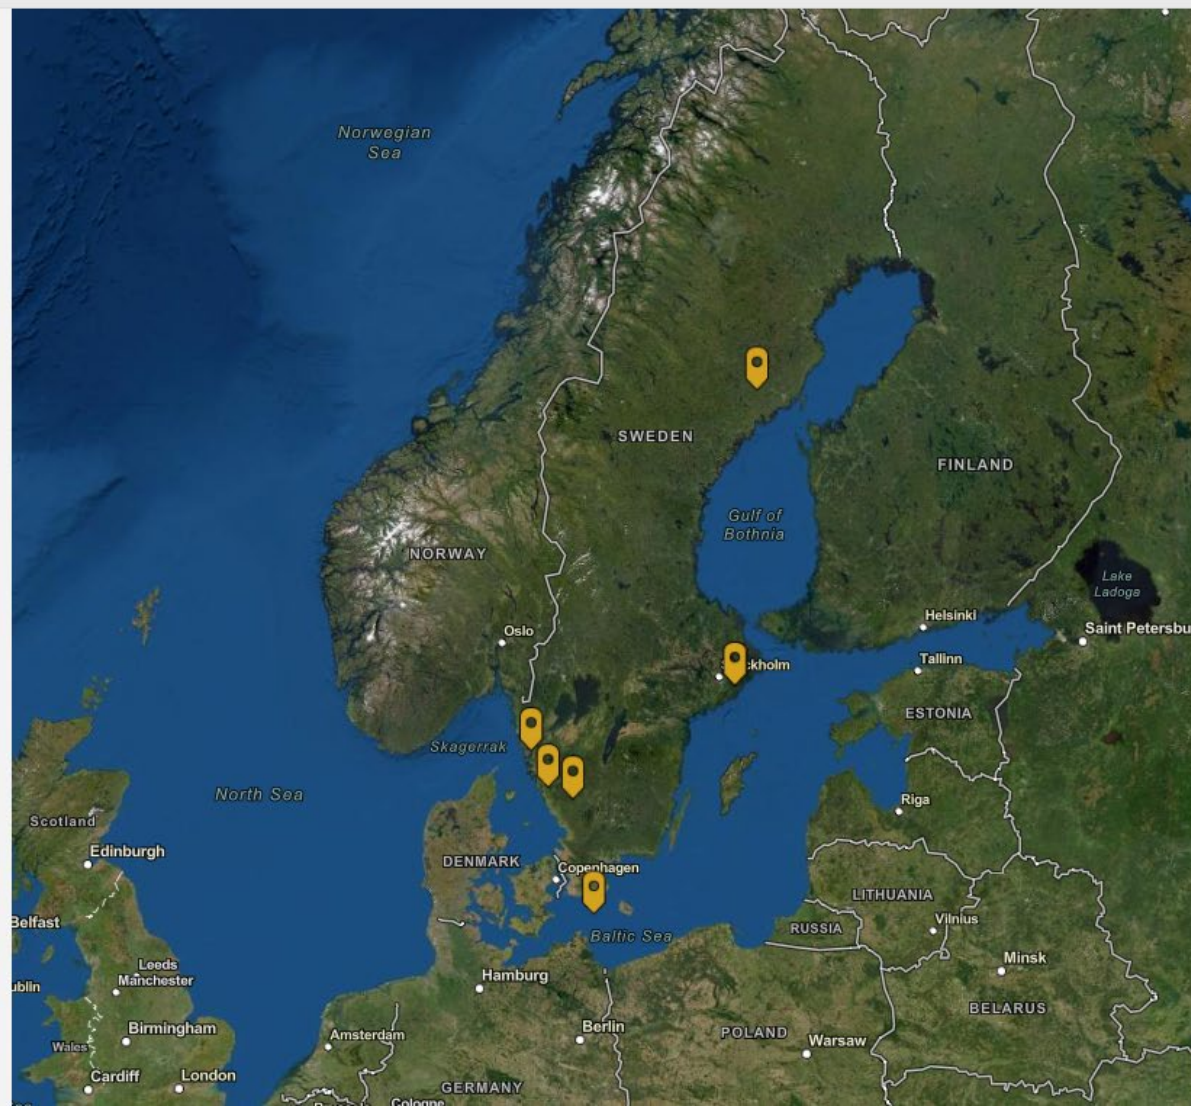 Norwegian
Sea
SWEDEN
FINLAND
Gulf of
Bothnia
NORWAY
Lake
Ladoga
Helsinki
Oslo
Saint Petersbu
Tallinn
ckholm
ESTONIA
Skagerrak
North Sea
Riga
Scotland
Edinburgh
DENMARK
Copenhagen
LITHUANIA
Belfast
Vilnius
RUSSIA
Baltic Sea
Minsk
Leeds
Hamburg
Manchester
ublin
BELARUS
Birmingham
Berlin
POLAND
Amsterdam
Warsaw
Wales
Cardiff
London
GERMANY
Cologne